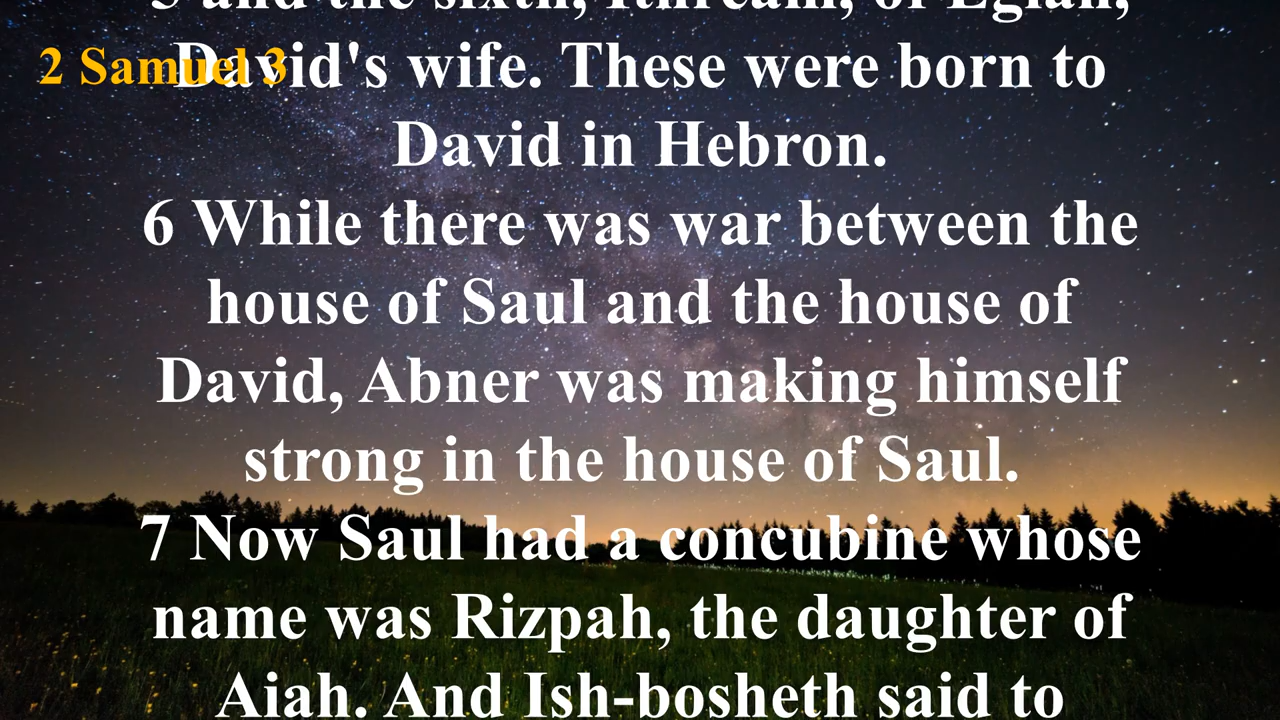 5 and the sixth, Ithream, of Eglah,
2 Samuel 3
David's wife. These were born to
David in Hebron.
6 While there was war between the
house of Saul and the house of
David, Abner was making himself
strong in the house of Saul.
7 Now Saul had a concubine whose
name was Rizpah, the daughter of
Aiah. And Ish-bosheth said to